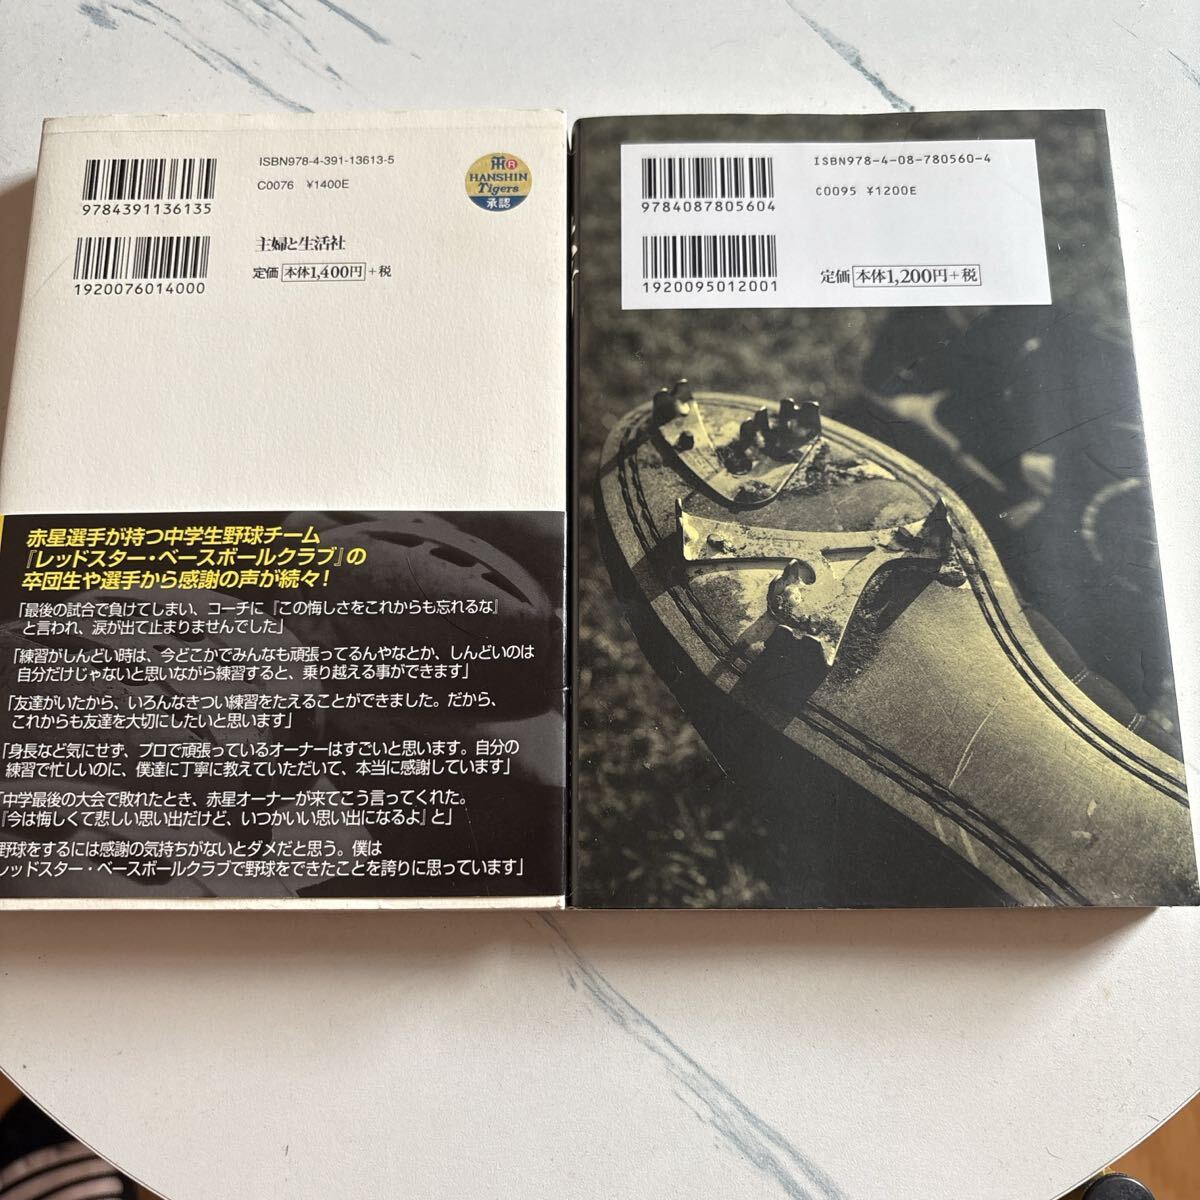 ISBN978-4-391-13613-5
C0076 ¥1400E
9784391136135
1920076014000
HANSHIN
Tigers
承認
主婦と生活社
定価 本体1,400円+税
赤星選手が持つ中学生野球チーム
『レッドスター・ベースボールクラブ』の
卒団生や選手から感謝の声が続々！
「最後の試合で負けてしまい、コーチに『この悔しさをこれからも忘れるな』
と言われ、涙が出て止まりませんでした」
「練習がしんどい時は、今どこかでみんなも頑張ってるんやなとか、しんどいのは
自分だけじゃないと思いながら練習すると、乗り越える事ができます」
「友達がいたから、いろんなきつい練習をたえることができました。だから、
これからも友達を大切にしたいと思います」
「身長など気にせず、プロで頑張っているオーナーはすごいと思います。自分の
練習で忙しいのに、僕達に丁寧に教えていただいて、本当に感謝しています」
「中学最後の大会で敗れたとき、赤星オーナーが来てこう言ってくれた。
『今は悔しくて悲しい思い出だけど、いつかいい思い出になるよ』と」
野球をするには感謝の気持ちがないとダメだと思う。僕は
レッドスター・ベースボールクラブで野球をできたことを誇りに思っています」
ISBN978-4-08-780560-4
C0095 ¥1200E
9784087805604
1920095012001
定価 本体1,200円+税